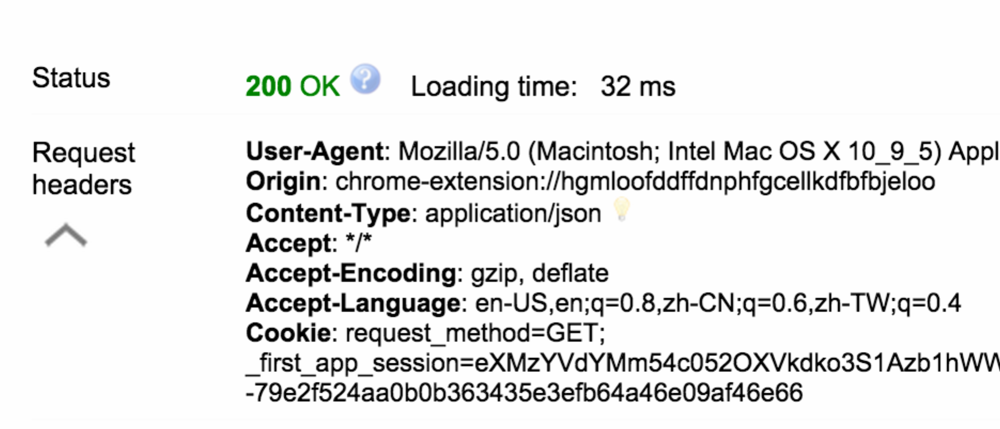 Status
200 OK ? Loading time: 32 ms
Request
headers
User-Agent: Mozilla/5.0 (Macintosh; Intel Mac OS X 10_9_5) Appl
Origin: chrome-extension://hgmloofddffdnphfgcellkdfbfbjeloo
Content-Type: application/json
Accept: */*
Accept-Encoding: gzip, deflate
Accept-Language: en-US,en;q=0.8,zh-CN;q=0.6,zh-TW;q=0.4
Cookie: request_method=GET;
_first_app_session=eXMzYVdYMm54c052OXVkdko3S1Azb1hWW
-79e2f524aa0b0b363435e3efb64a46e09af46e66